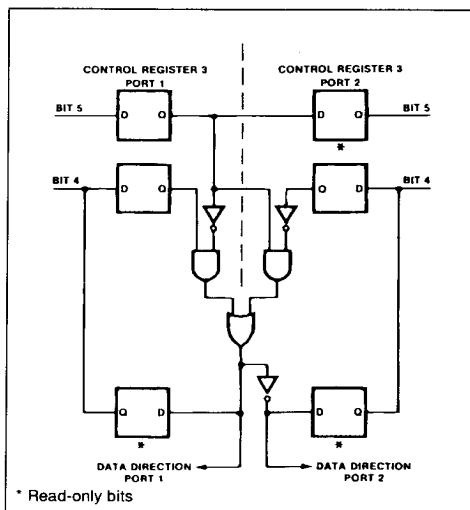 CONTROL REGISTER 3
PORT 1
CONTROL REGISTER 3
PORT 2
BIT 5
D Q
D Q
BIT 5
*
BIT 4
D Q
Q D
BIT 4
Q D
D Q
*
*
DATA DIRECTION
PORT 1
DATA DIRECTION
PORT 2
* Read-only bits